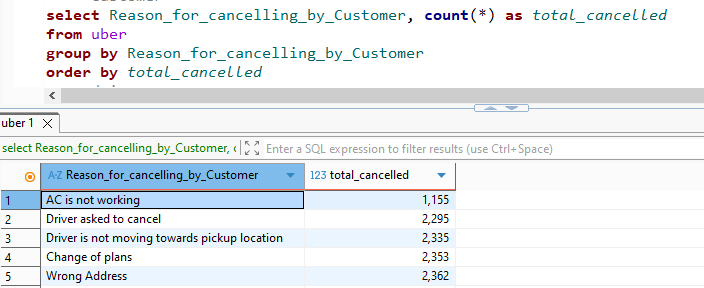 select Reason_for_cancelling_by_Customer, count(*) as total_cancelled
from uber
group by Reason_for_cancelling_by_Customer
order by total_cancelled
uber 1
select Reason_for_cancelling_by_Customer, c
Enter a SQL expression to filter results (use Ctrl+Space)
A-Z Reason_for_cancelling_by_Customer 123 total_cancelled
1 AC is not working 1,155
2 Driver asked to cancel 2,295
3 Driver is not moving towards pickup location 2,335
4 Change of plans 2,353
5 Wrong Address 2,362